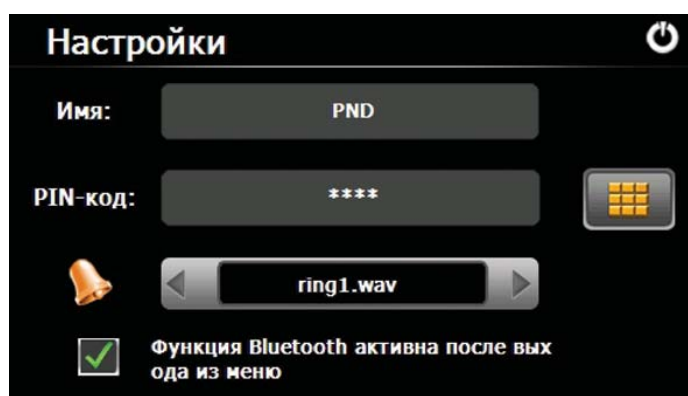 Настройки
Имя: PND
PIN-код: ****
ring1.wav
Функция Bluetooth активна после вых
ода из меню